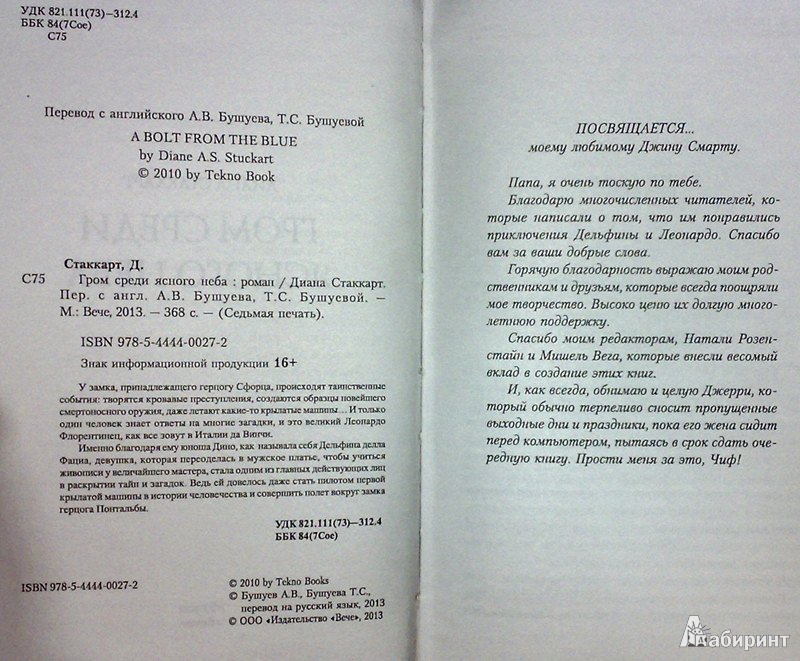 УДК 821.111(73)—312.4
ББК 84(7Сое)
С75
Перевод с английского А.В. Бушуева, Т.С. Бушуевой
A BOLT FROM THE BLUE
by Diane A.S. Stuckart
© 2010 by Tekno Book
Стаккарт, Д.
С75 Гром среди ясного неба : роман / Диана Стаккарт.
Пер. с англ. А.В. Бушуева, Т.С. Бушуевой. —
М.: Вече, 2013. — 368 с. — (Седьмая печать).
ISBN 978-5-4444-0027-2
Знак информационной продукции 16+
У замка, принадлежащего герцогу Сфорца, происходят таинственные
события: творятся кровавые преступления, создаются образцы новейшего
смертоносного оружия, даже летают какие-то крылатые машины... И только
один человек знает ответы на многие загадки, и это великий Леонардо
Флорентинец, как все зовут в Италии да Винчи.
Именно благодаря ему юноша Дино, как называла себя Дельфина делла
Фациа, девушка, которая переоделась в мужское платье, чтобы учиться
живописи у величайшего мастера, стала одним из главных действующих лиц
в раскрытии тайн и загадок. Ведь ей довелось даже стать пилотом первой
крылатой машины в истории человечества и совершить полет вокруг замка
герцога Понтальбы.
УДК 821.111(73)—312.4
ББК 84(7Сое)
ISBN 978-5-4444-0027-2
© 2010 by Tekno Books
© Бушуев А.В., Бушуева Т.С.,
перевод на русский язык, 2013
© ООО «Издательство «Вече», 2013
ПОСВЯЩАЕТСЯ...
моему любимому Джину Смарту.
Папа, я очень тоскую по тебе.
Благодарю многочисленных читателей, ко-
торые написали о том, что им понравились
приключения Дельфины и Леонардо. Спасибо
вам за ваши добрые слова.
Горячую благодарность выражаю моим род-
ственникам и друзьям, которые всегда поощряли
мое творчество. Высоко ценю их долгую много-
летнюю поддержку.
Спасибо моим редакторам, Натали Розен-
стайн и Мишель Вега, которые внесли весомый
вклад в создание этих книг.
И, как всегда, обнимаю и целую Джерри, ко-
торый обычно терпеливо сносит пропущенные
выходные дни и праздники, пока его жена сидит
перед компьютером, пытаясь в срок сдать оче-
редную книгу. Прости меня за это, Чиф!
Лабиринт